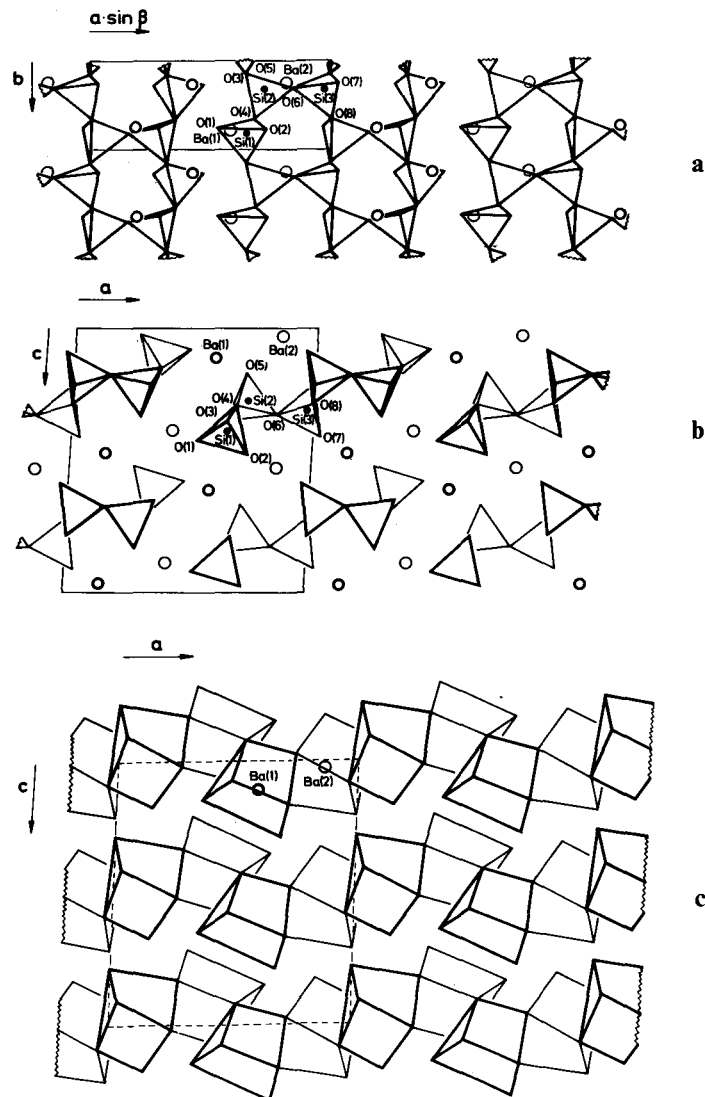 a·sin β
b
O(3)
O(5)
Ba(2)
O(7)
Si(2)
O(6)
Si(3)
O(1)
O(4)
O(2)
O(8)
Ba(1)
Si(1)
a
a
c
Ba(1)
Ba(2)
O(5)
O(4)
Si(2)
O(3)
O(8)
Si(3)
O(6)
O(1)
Si(1)
O(7)
O(2)
b
a
c
Ba(1)
Ba(2)
c